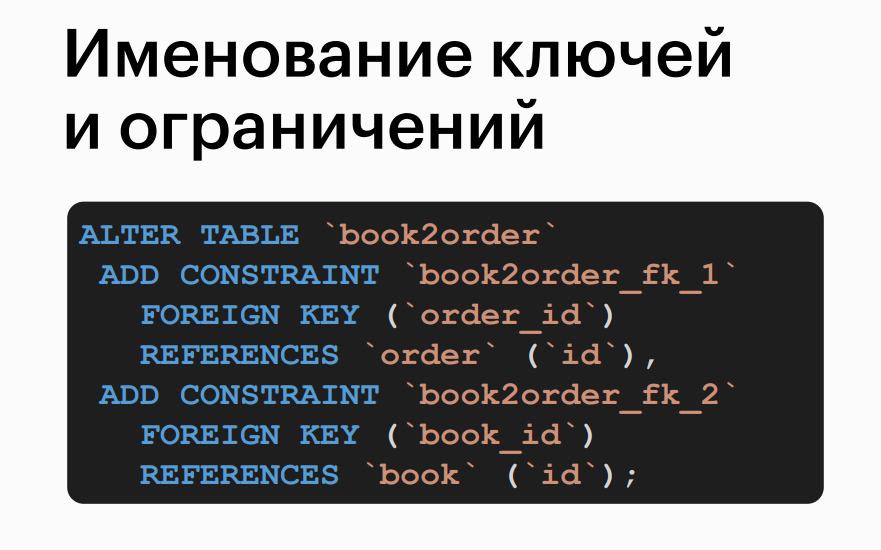 Именование ключей
и ограничений
ALTER TABLE `book2order`
ADD CONSTRAINT `book2order_fk_1`
FOREIGN KEY (`order_id`)
REFERENCES `order` (`id`),
ADD CONSTRAINT `book2order_fk_2`
FOREIGN KEY (`book_id`)
REFERENCES `book` (`id`);